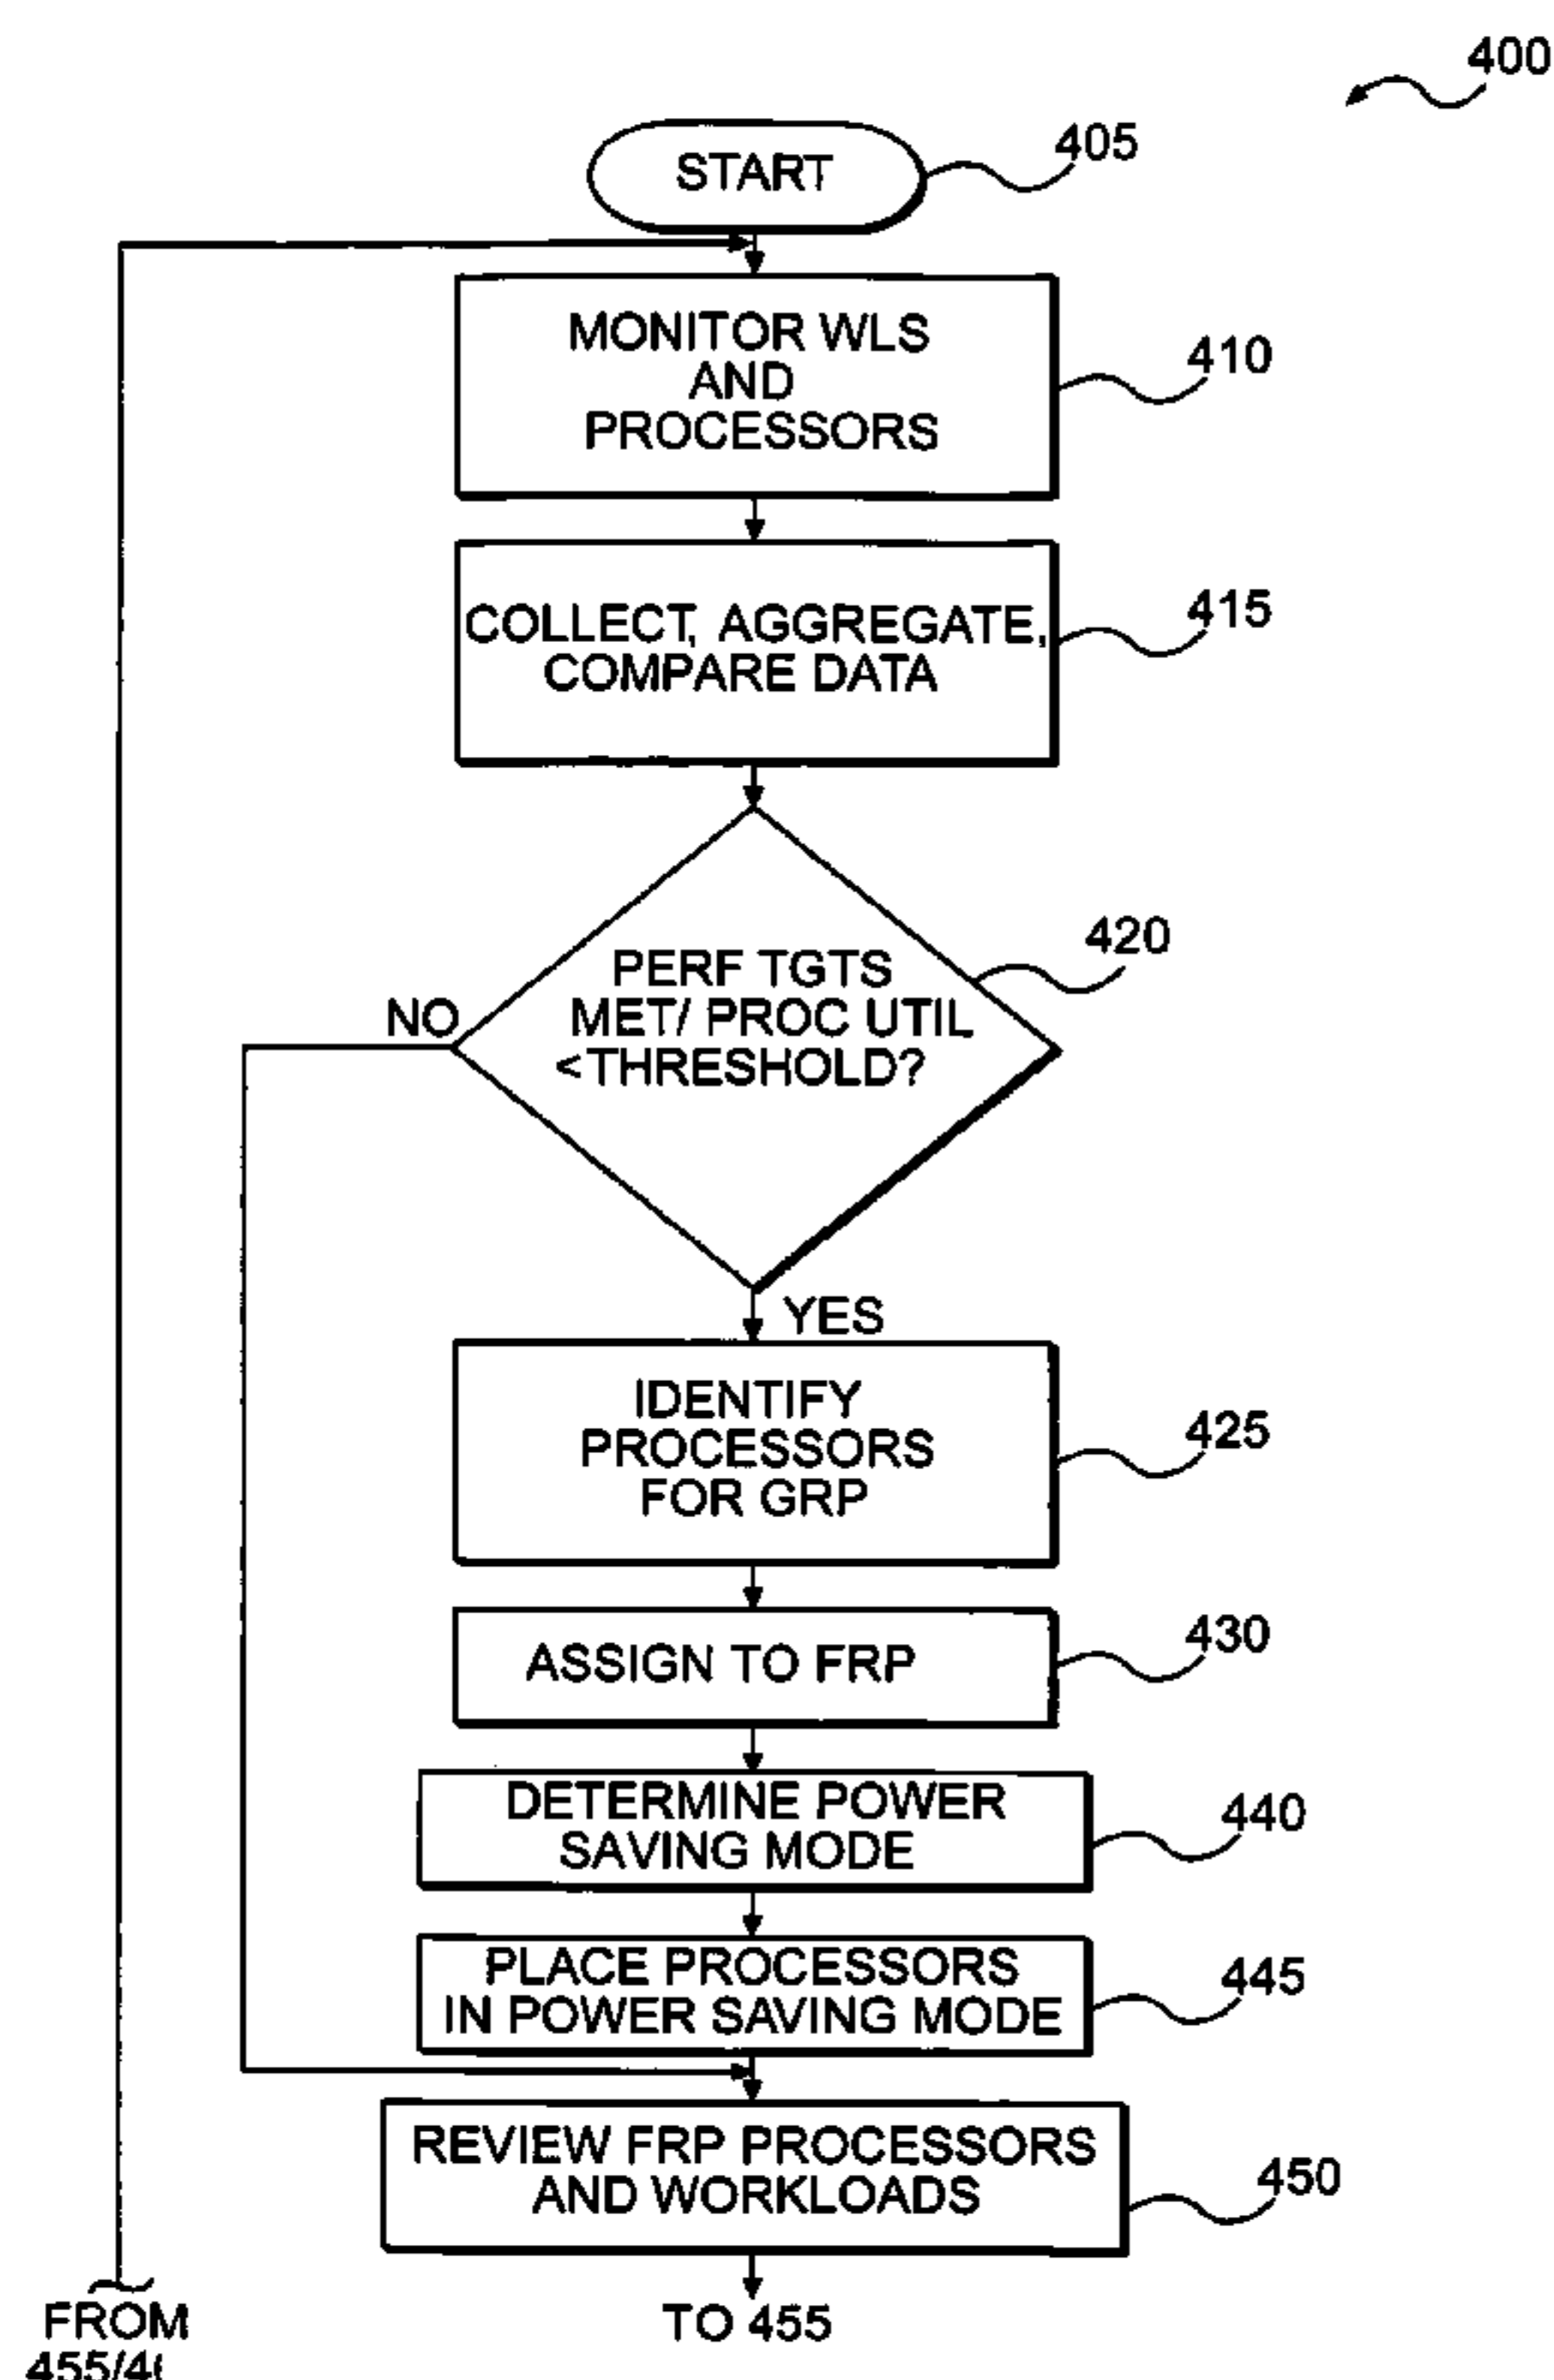 400
START
405
MONITOR WLS
AND
PROCESSORS
410
COLLECT, AGGREGATE,
COMPARE DATA
415
PERF TGTS
MET/ PROC UTIL
<THRESHOLD?
420
NO
YES
IDENTIFY
PROCESSORS
FOR GRP
425
ASSIGN TO FRP
430
DETERMINE POWER
SAVING MODE
440
PLACE PROCESSORS
IN POWER SAVING MODE
445
REVIEW FRP PROCESSORS
AND WORKLOADS
450
FROM
TO 455